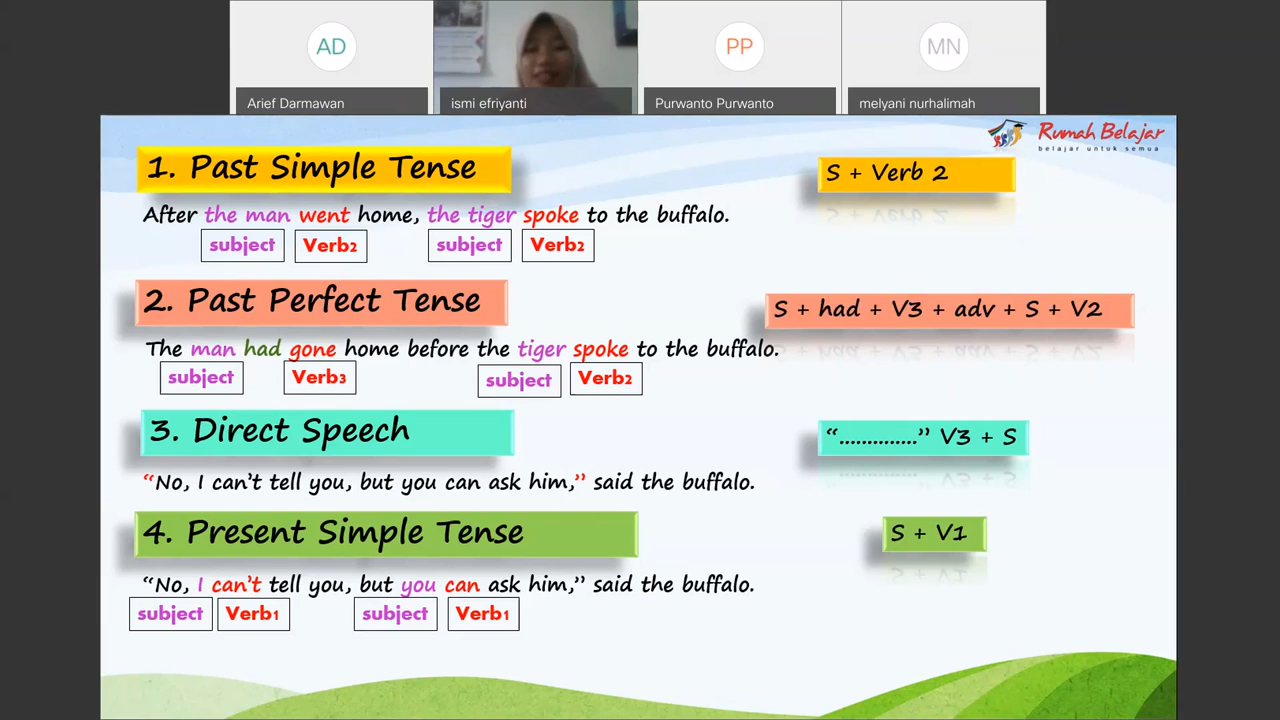 AD
PP
MN
Arief Darmawan
ismi efriyanti
Purwanto Purwanto
melyani nurhalimah
Rumah Belajar
belajar untuk semua
1. Past Simple Tense
S + Verb 2
After the man went home, the tiger spoke to the buffalo.
subject Verb2 subject Verb2
2. Past Perfect Tense
S + had + V3 + adv + S + V2
The man had gone home before the tiger spoke to the buffalo.
subject Verb3 subject Verb2
3. Direct Speech
“..............” V3 + S
“No, I can’t tell you, but you can ask him,” said the buffalo.
4. Present Simple Tense
S + V1
“No, I can’t tell you, but you can ask him,” said the buffalo.
subject Verb1 subject Verb1